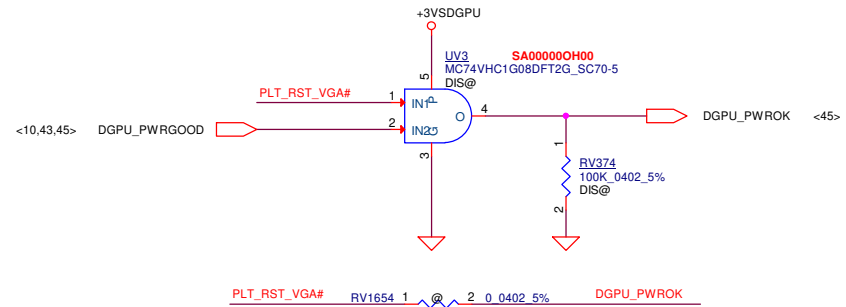 +3VSDGPU
UV3 SA00000OH00
MC74VHC1G08DFT2G_SC70-5
DIS@
5
PLT_RST_VGA# 1 IN1 P
O 4
<10,43,45> DGPU_PWRGOOD 2 IN2 G
DGPU_PWROK <45>
3
1
RV374
100K_0402_5%
DIS@
2
PLT_RST_VGA# RV1654 1 @ 2 0_0402_5% DGPU_PWROK